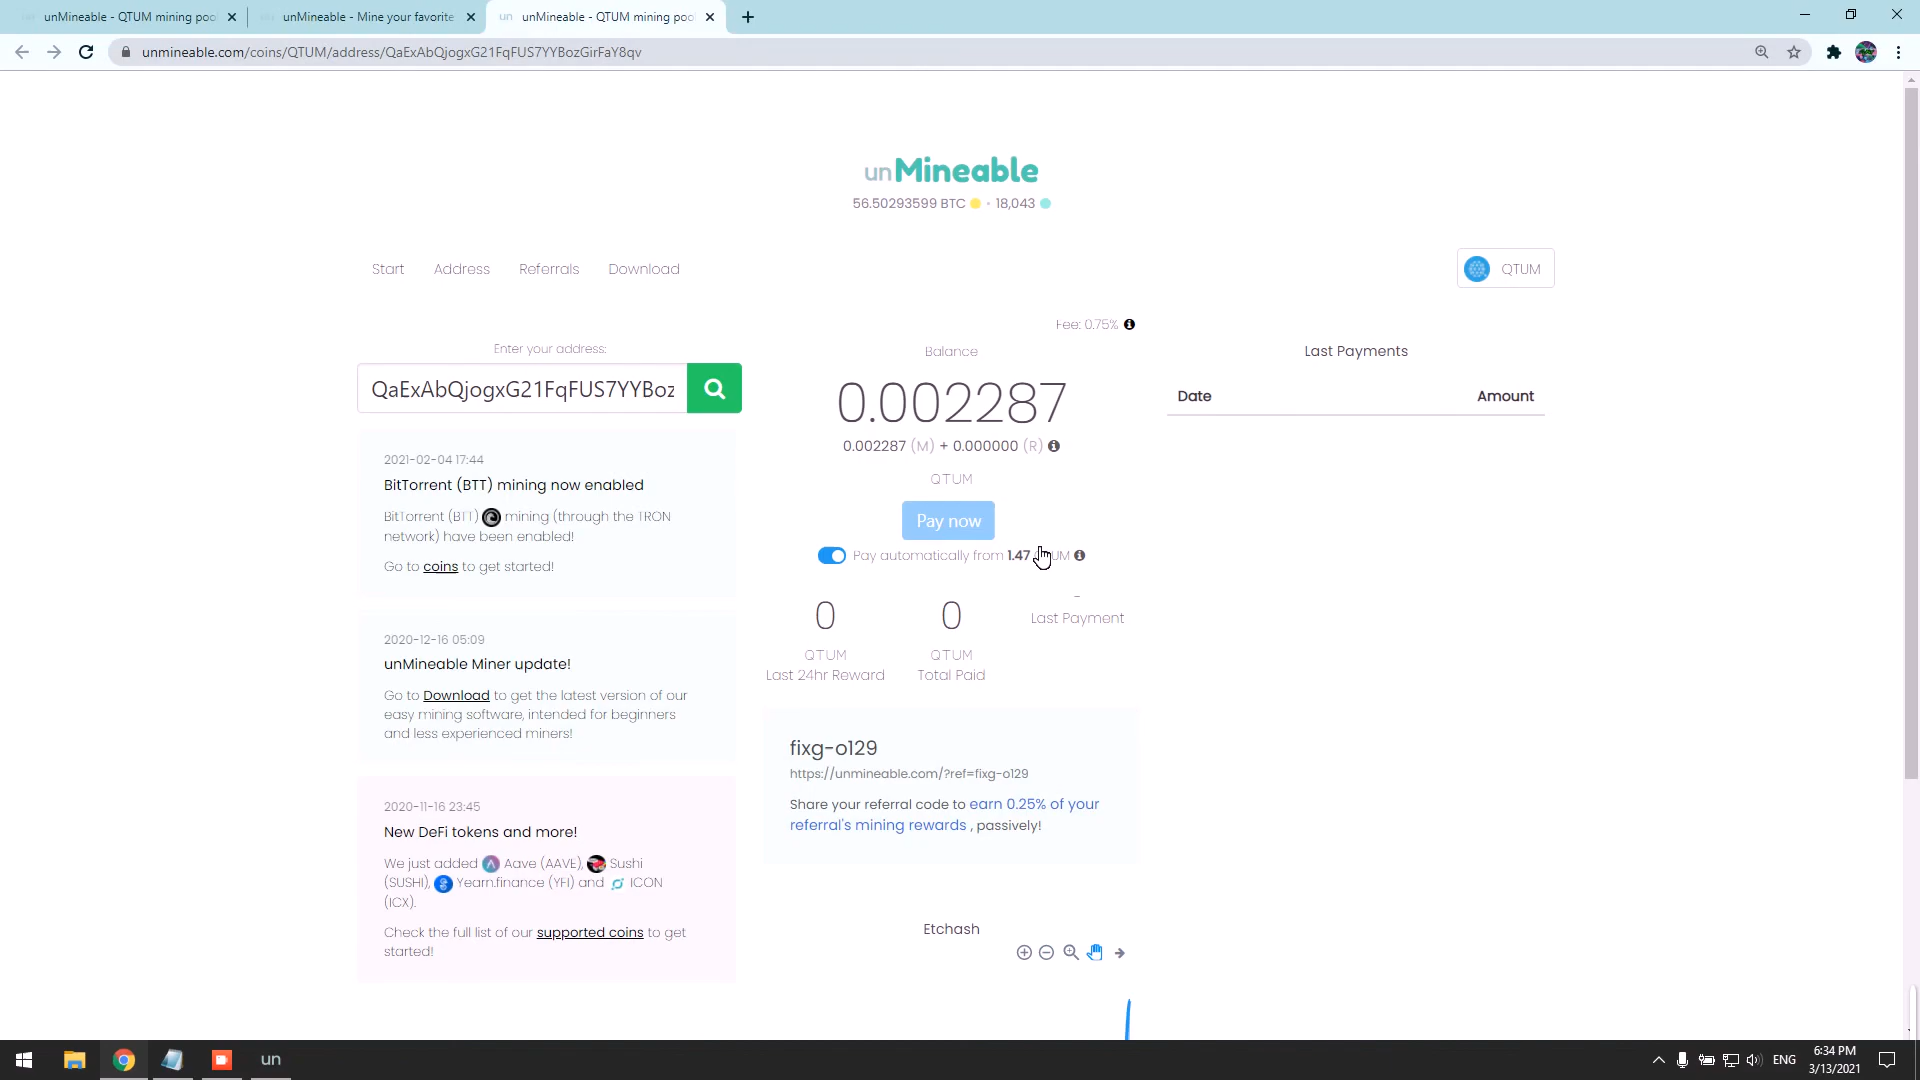 unMineable - QTUM mining poo
unMineable - Mine your favorite
unMineable - QTUM mining poo
unmineable.com/coins/QTUM/address/QaExAbQjogxG21FqFUS7YYBozGirFaY8qv
unMineable
56.50293599 BTC • 18,043
Start Address Referrals Download
QTUM
Fee: 0.75%
Enter your address:
QaExAbQjogxG21FqFUS7YYBoz
2021-02-04 17:44
BitTorrent (BTT) mining now enabled
BitTorrent (BTT) mining (through the TRON
network) have been enabled!
Go to coins to get started!
2020-12-16 05:09
unMineable Miner update!
Go to Download to get the latest version of our
easy mining software, intended for beginners
and less experienced miners!
2020-11-16 23:45
New DeFi tokens and more!
We just added Aave (AAVE), Sushi
(SUSHI), Yearn.finance (YFI) and ICON
(ICX).
Check the full list of our supported coins to get
started!
Balance
0.002287
0.002287 (M) + 0.000000 (R)
QTUM
Pay now
Pay automatically from 1.47
0
QTUM
Last 24hr Reward
0
QTUM
Total Paid
-
Last Payment
fixg-o129
https://unmineable.com/?ref=fixg-o129
Share your referral code to earn 0.25% of your
referral's mining rewards , passively!
Etchash
Last Payments
Date Amount
un
ENG
6:34 PM
3/13/2021